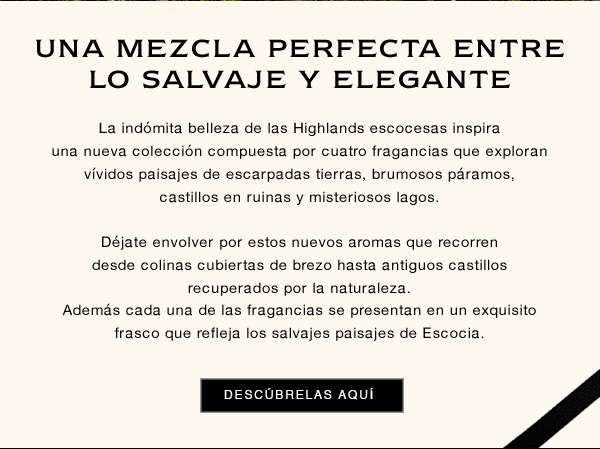 UNA MEZCLA PERFECTA ENTRE
LO SALVAJE Y ELEGANTE
La indómita belleza de las Highlands escocesas inspira
una nueva colección compuesta por cuatro fragancias que exploran
vívidos paisajes de escarpadas tierras, brumosos páramos,
castillos en ruinas y misteriosos lagos.
Déjate envolver por estos nuevos aromas que recorren
desde colinas cubiertas de brezo hasta antiguos castillos
recuperados por la naturaleza.
Además cada una de las fragancias se presentan en un exquisito
frasco que refleja los salvajes paisajes de Escocia.
DESCÚBRELAS AQUÍ